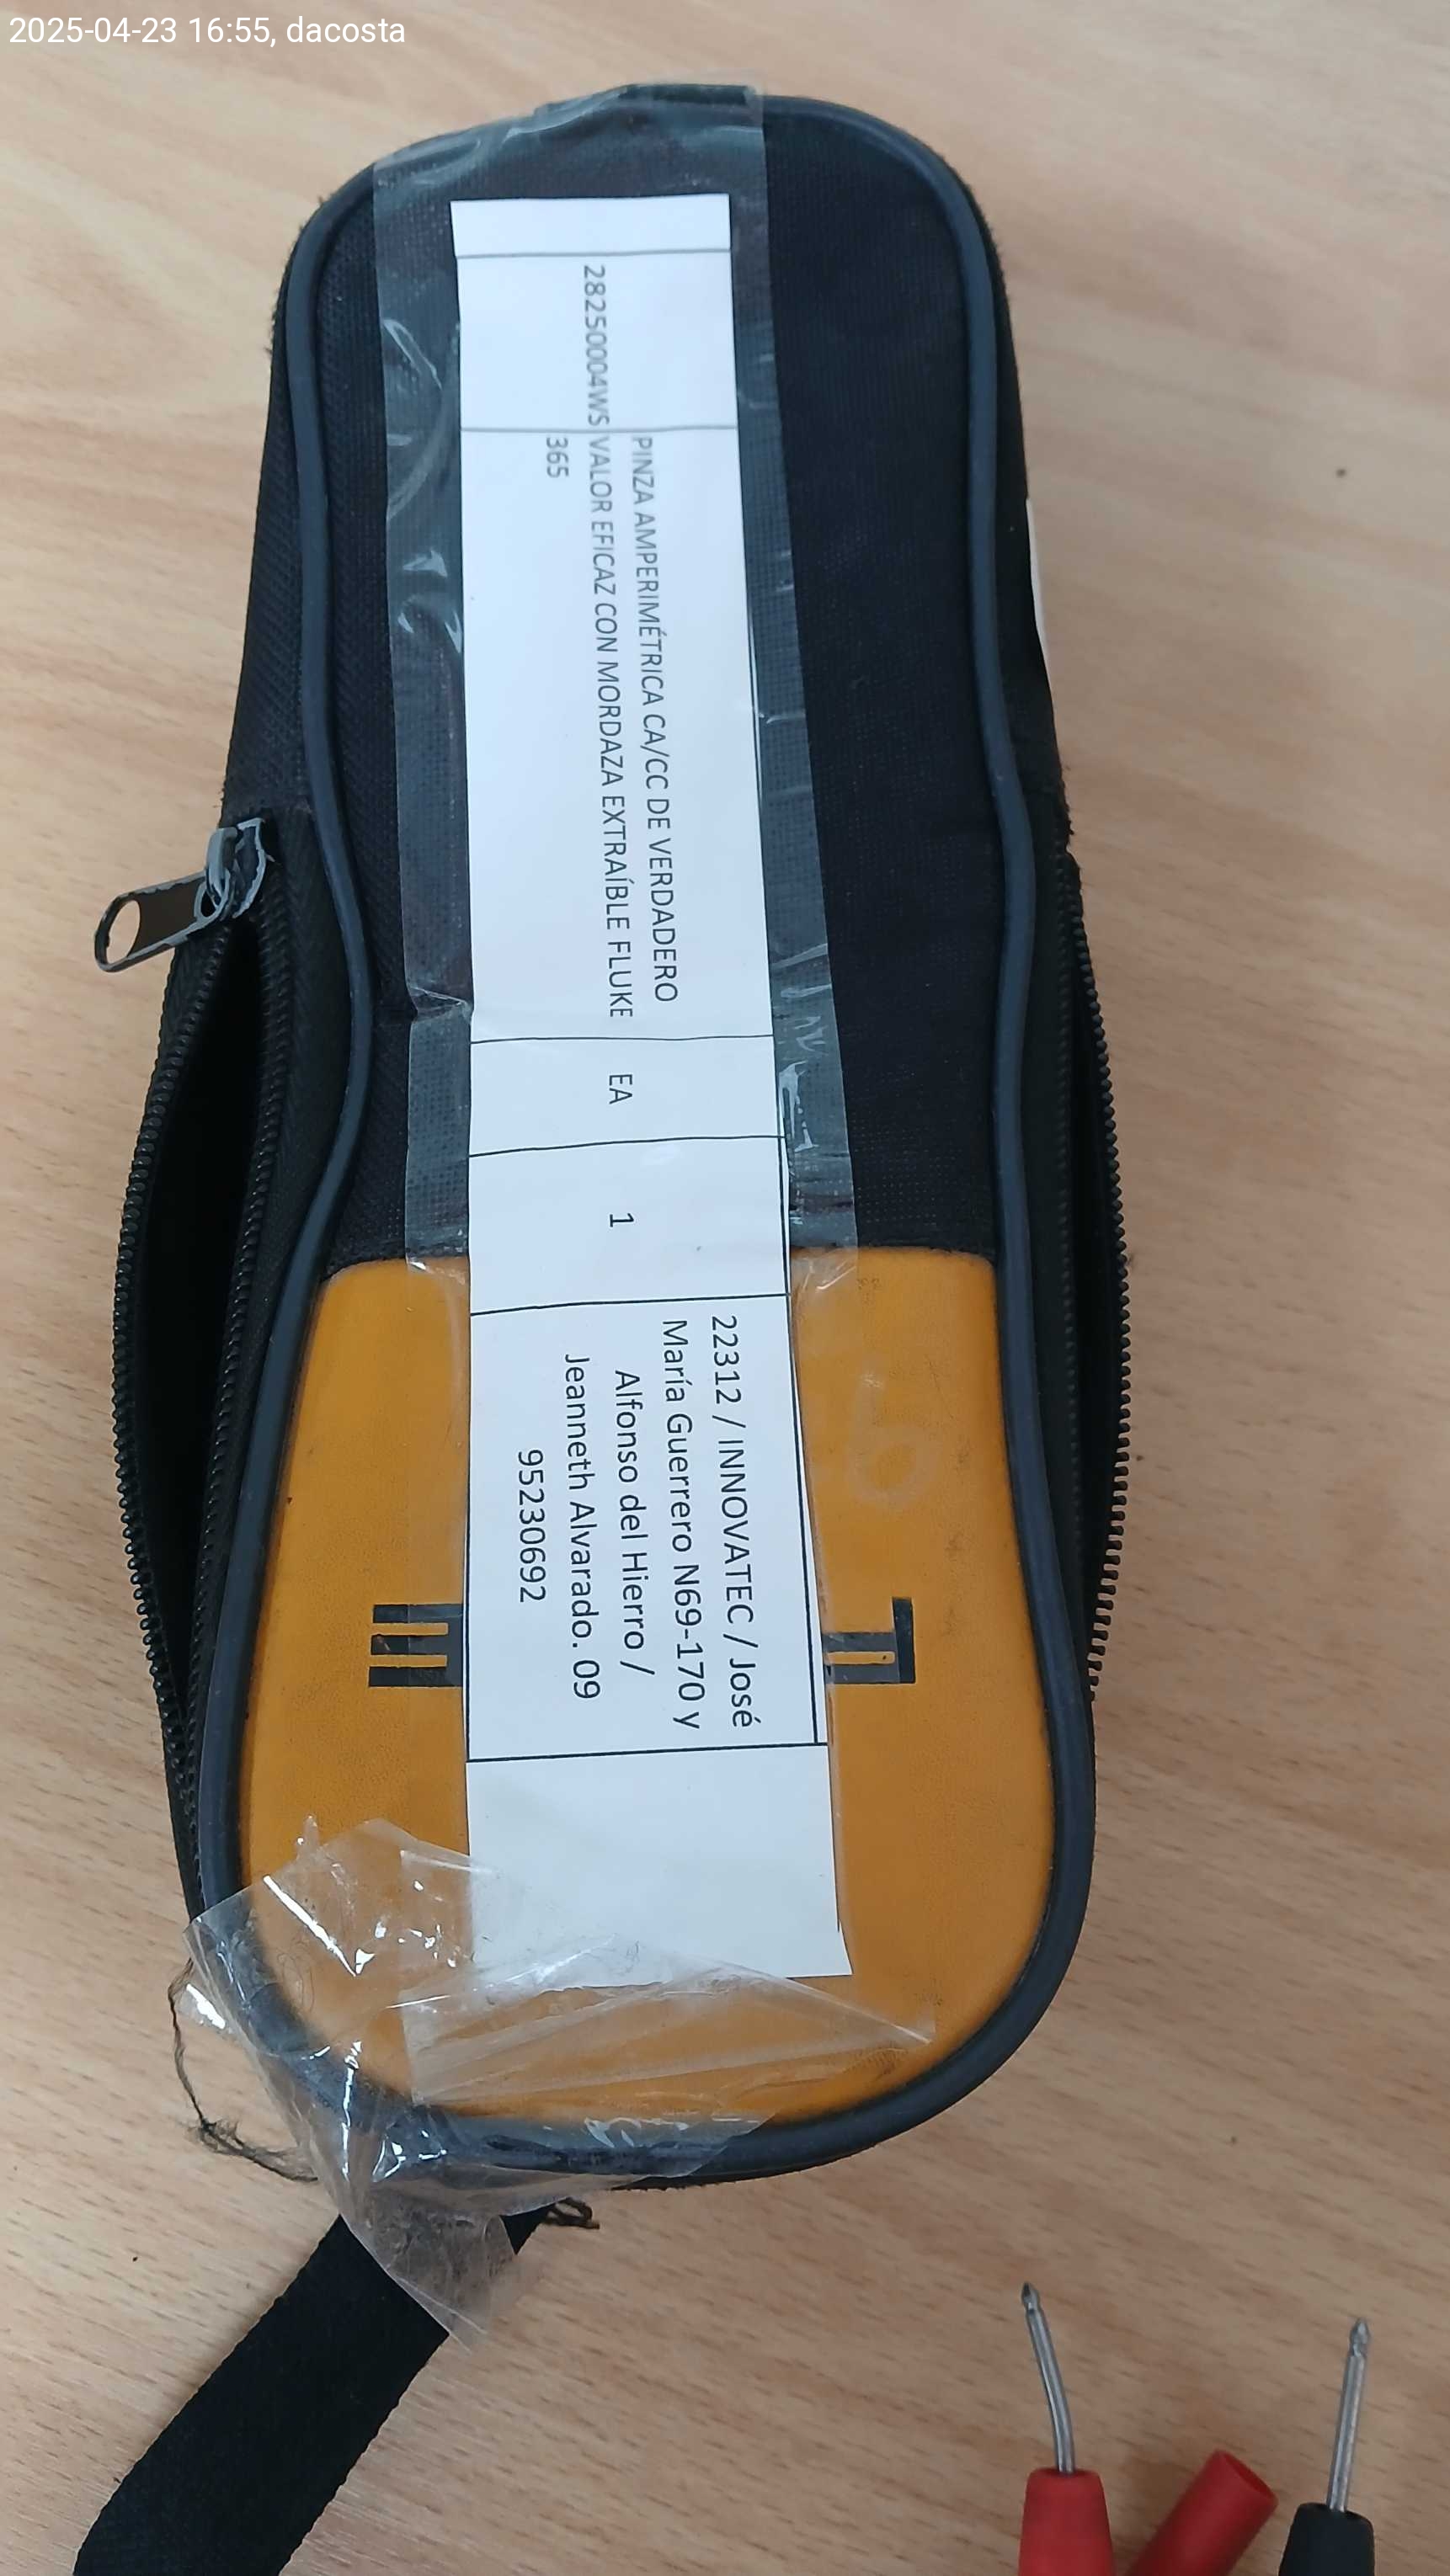 2025-04-23 16:55, dacosta
PINZA AMPERIMÉTRICA CA/CC DE VERDADERO
28250004WS VALOR EFICAZ CON MORDAZA EXTRAÍBLE FLUKE
365
EA
1
22312 / INNOVATEC / José
María Guerrero N69-170 y
Alfonso del Hierro /
Jeanneth Alvarado. 09
95230692